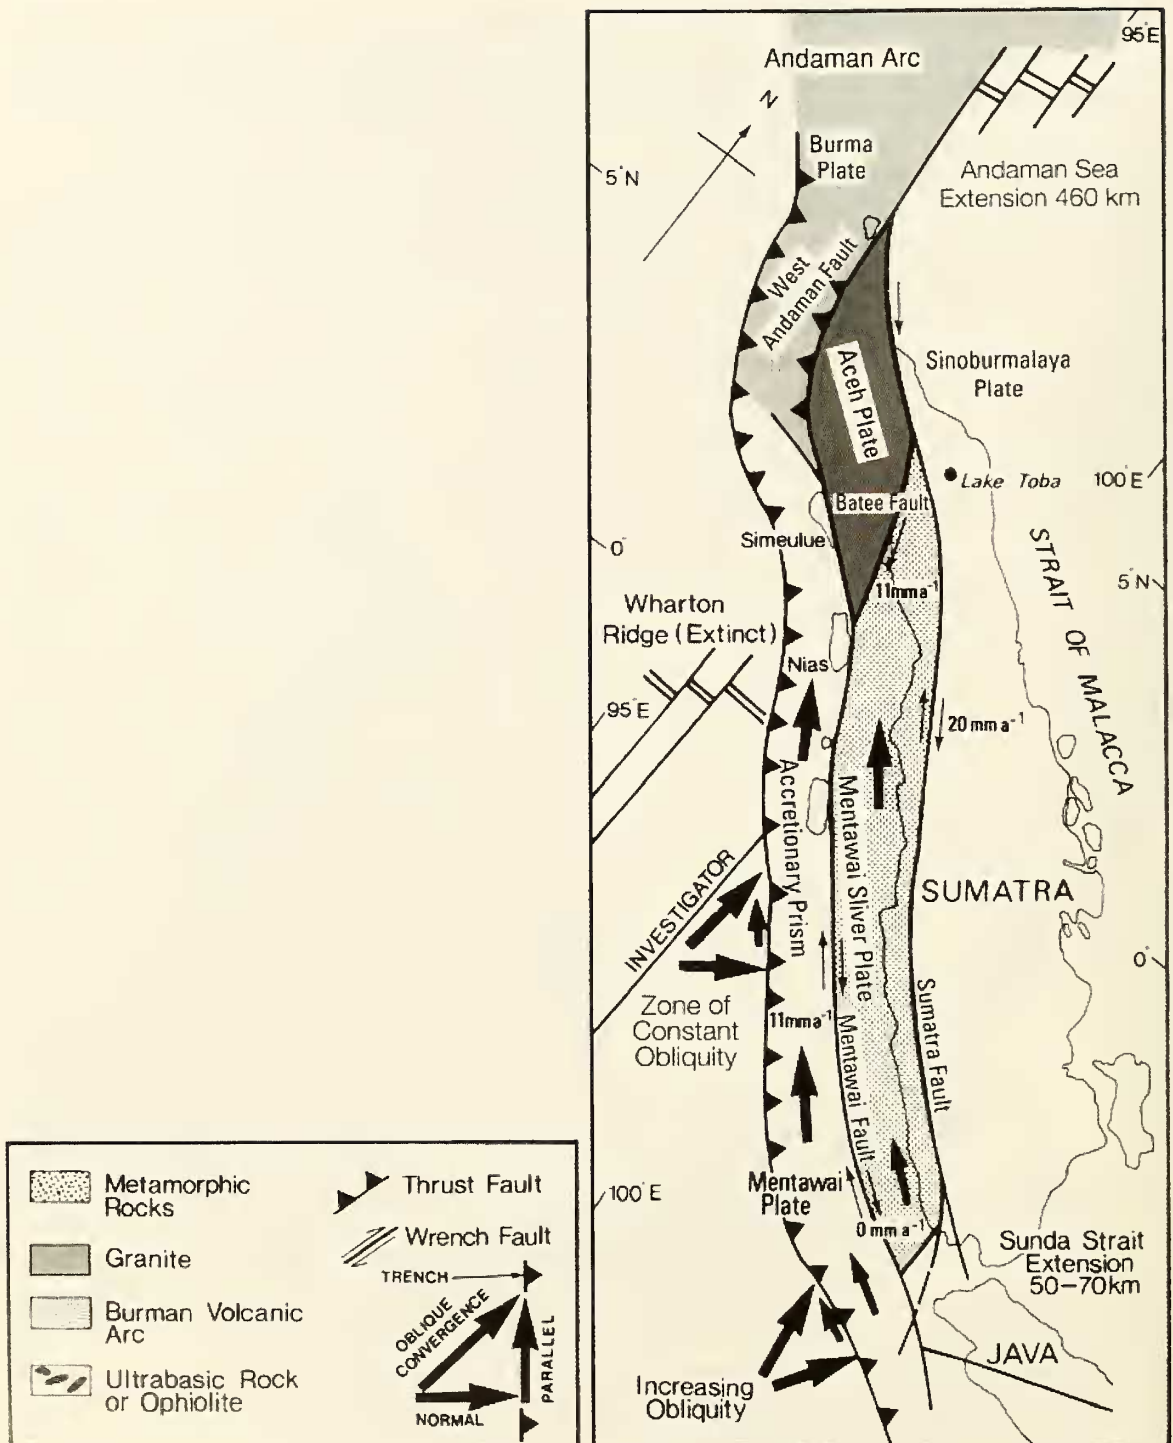 95°E
Andaman Arc
N
Burma
Plate
5°N
Andaman Sea
Extension 460 km
West
Andaman Fault
Sinoburmalaya
Plate
Aceh Plate
Lake Toba
100°E
Batee Fault
Simeulue
0°
11mma⁻¹
5°N
STRAIT OF MALACCA
Wharton
Ridge (Extinct)
Nias
95°E
20mma⁻¹
Accretionary Prism
Mentawai Sliver Plate
INVESTIGATOR
SUMATRA
0°
Zone of
Constant
Obliquity
11mma⁻¹
Mentawai Fault
Sumatra Fault
100°E
Mentawai
Plate
0mma⁻¹
Sunda Strait
Extension
50–70km
JAVA
Increasing
Obliquity
Metamorphic
Rocks
Granite
Burman Volcanic
Arc
Ultrabasic Rock
or Ophiolite
Thrust Fault
Wrench Fault
TRENCH
OBLIQUE
CONVERGENCE
PARALLEL
NORMAL